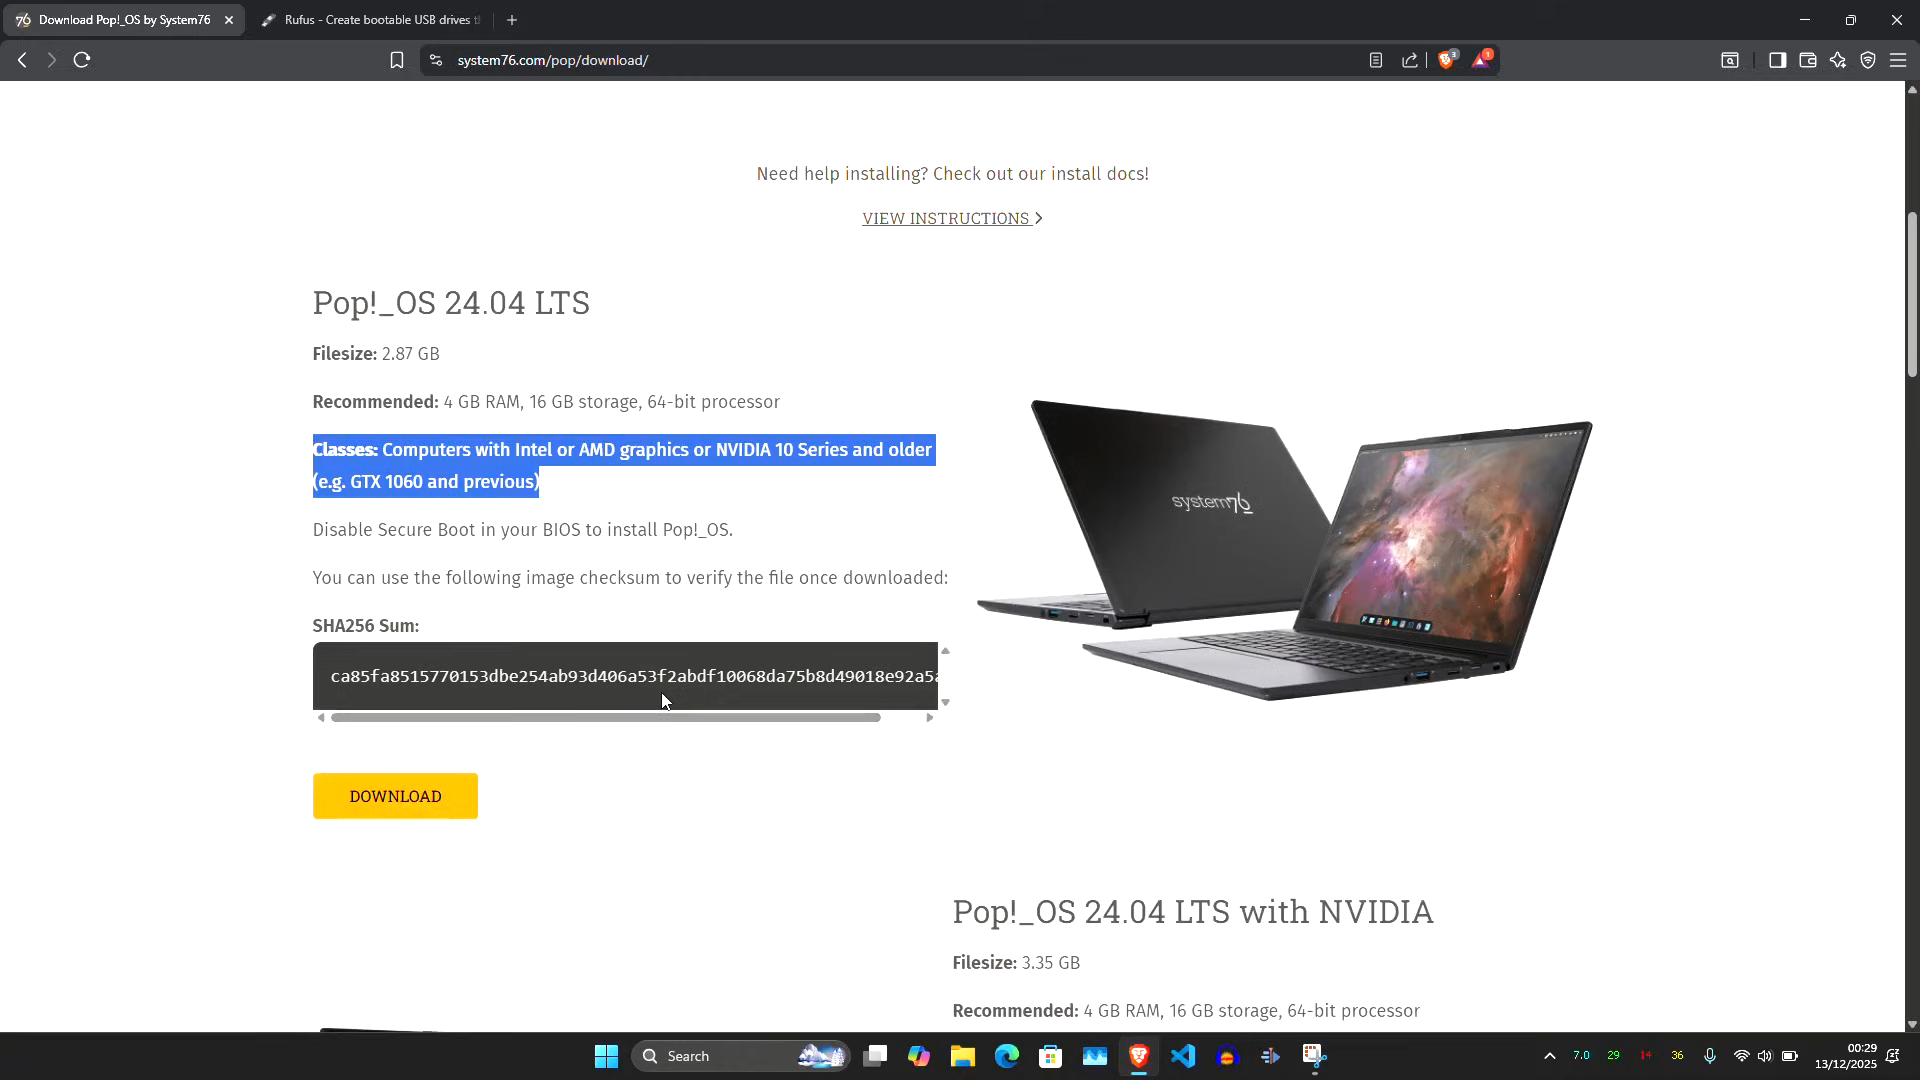 Download Pop!_OS by System76
Rufus - Create bootable USB drives t
system76.com/pop/download/
3
1
Need help installing? Check out our install docs!
VIEW INSTRUCTIONS
Pop!_OS 24.04 LTS
Filesize: 2.87 GB
Recommended: 4 GB RAM, 16 GB storage, 64-bit processor
Classes: Computers with Intel or AMD graphics or NVIDIA 10 Series and older
(e.g. GTX 1060 and previous)
Disable Secure Boot in your BIOS to install Pop!_OS.
You can use the following image checksum to verify the file once downloaded:
SHA256 Sum:
ca85fa8515770153dbe254ab93d406a53f2abdf10068da75b8d49018e92a5a
system76
DOWNLOAD
Pop!_OS 24.04 LTS with NVIDIA
Filesize: 3.35 GB
Recommended: 4 GB RAM, 16 GB storage, 64-bit processor
Search
7.0
29
14
36
00:29
13/12/2025